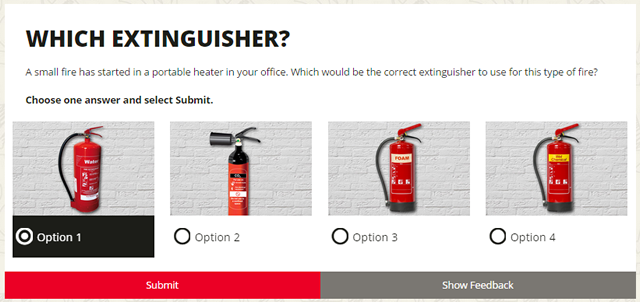 WHICH EXTINGUISHER?
A small fire has started in a portable heater in your office. Which would be the correct extinguisher to use for this type of fire?
Choose one answer and select Submit.
Water
CO2
FOAM
Option 1
Option 2
Option 3
Option 4
Submit
Show Feedback